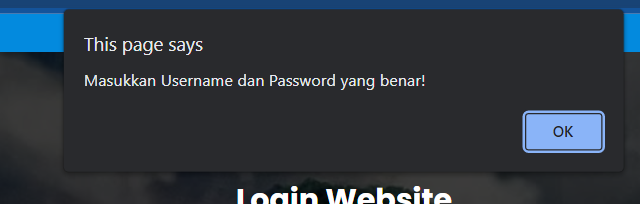 This page says
Masukkan Username dan Password yang benar!
OK
Login Website